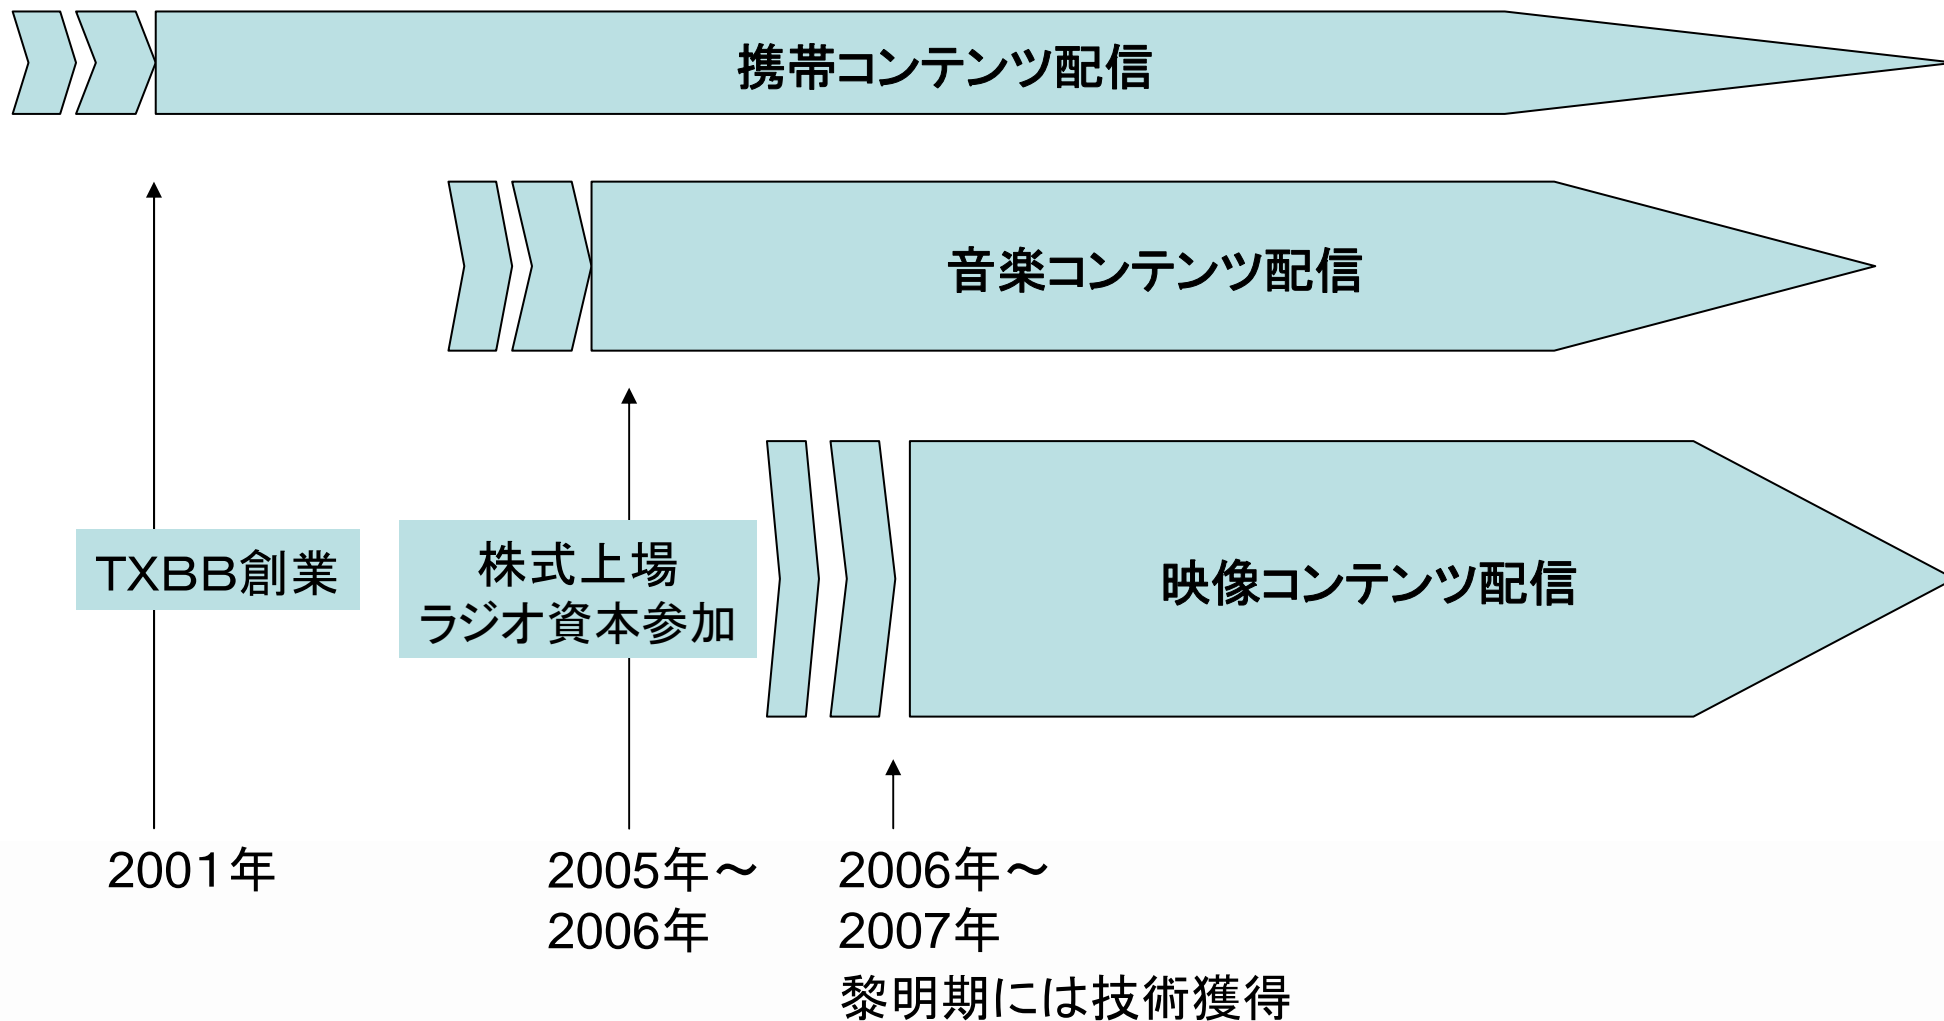 携帯コンテンツ配信
音楽コンテンツ配信
映像コンテンツ配信
TXBB創業
株式上場
ラジオ資本参加
2001年
2005年～
2006年
2006年～
2007年
黎明期には技術獲得